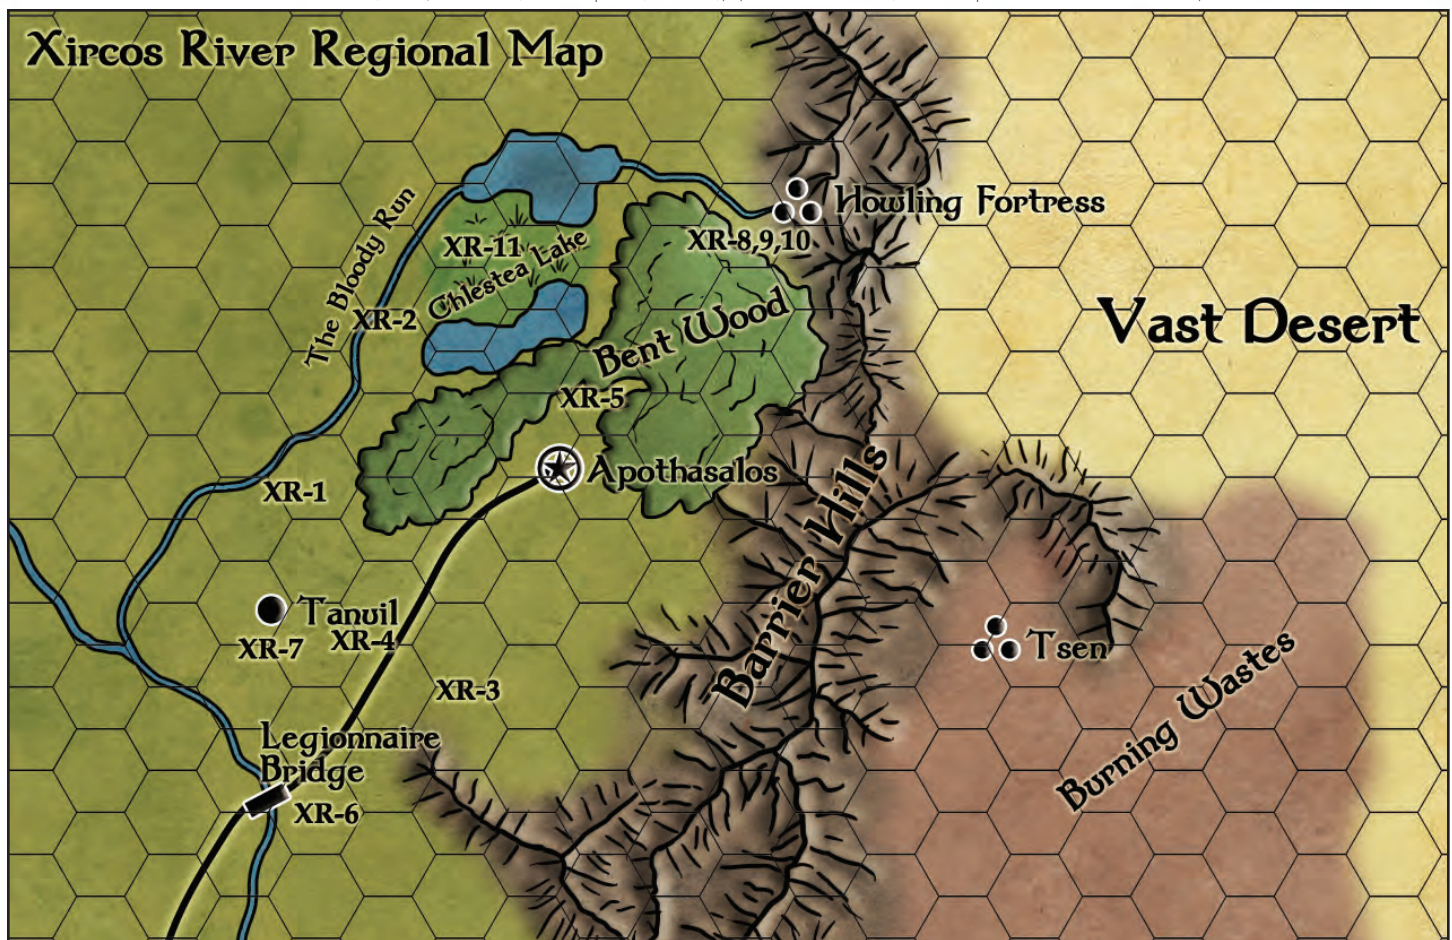 Xircos River Regional Map
Howling Fortress
XR-8,9,10
The Bloody Run
XR-11
Chlestea Lake
XR-2
Vast Desert
Bent Wood
XR-5
Apothasalos
XR-1
Barrier Hills
Tanvil
XR-7
XR-4
Tsen
XR-3
Burning Wastes
Legionnaire
Bridge
XR-6